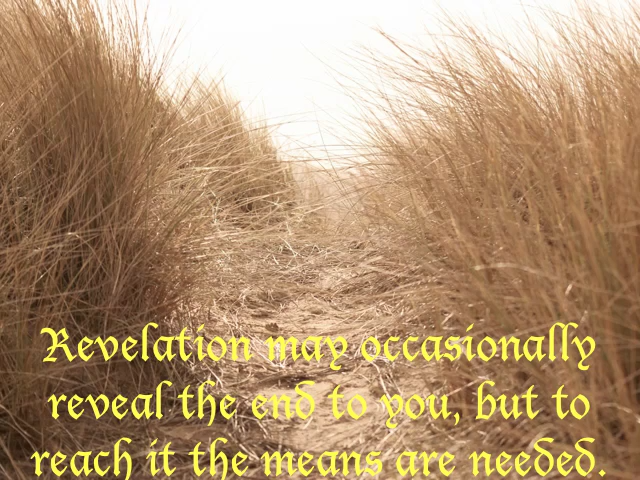 Revelation may occasionally
reveal the end to you, but to
reach it the means are needed.